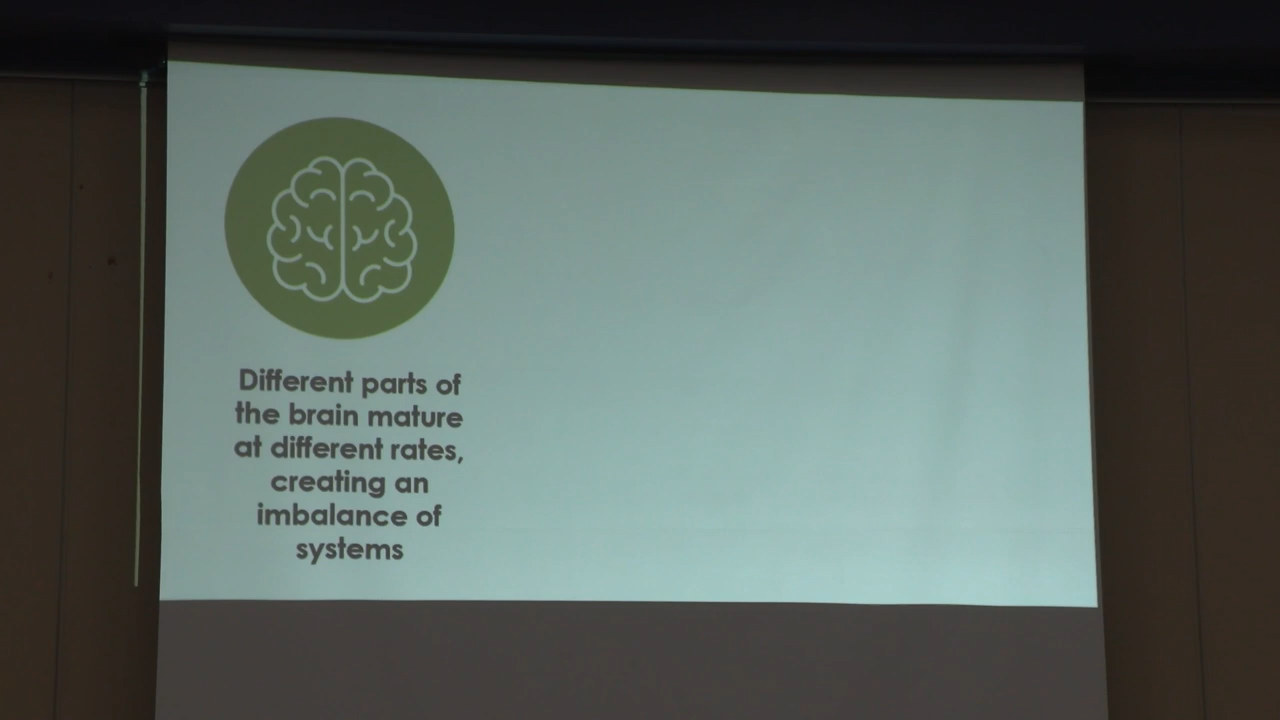 Different parts of
the brain mature
at different rates,
creating an
imbalance of
systems